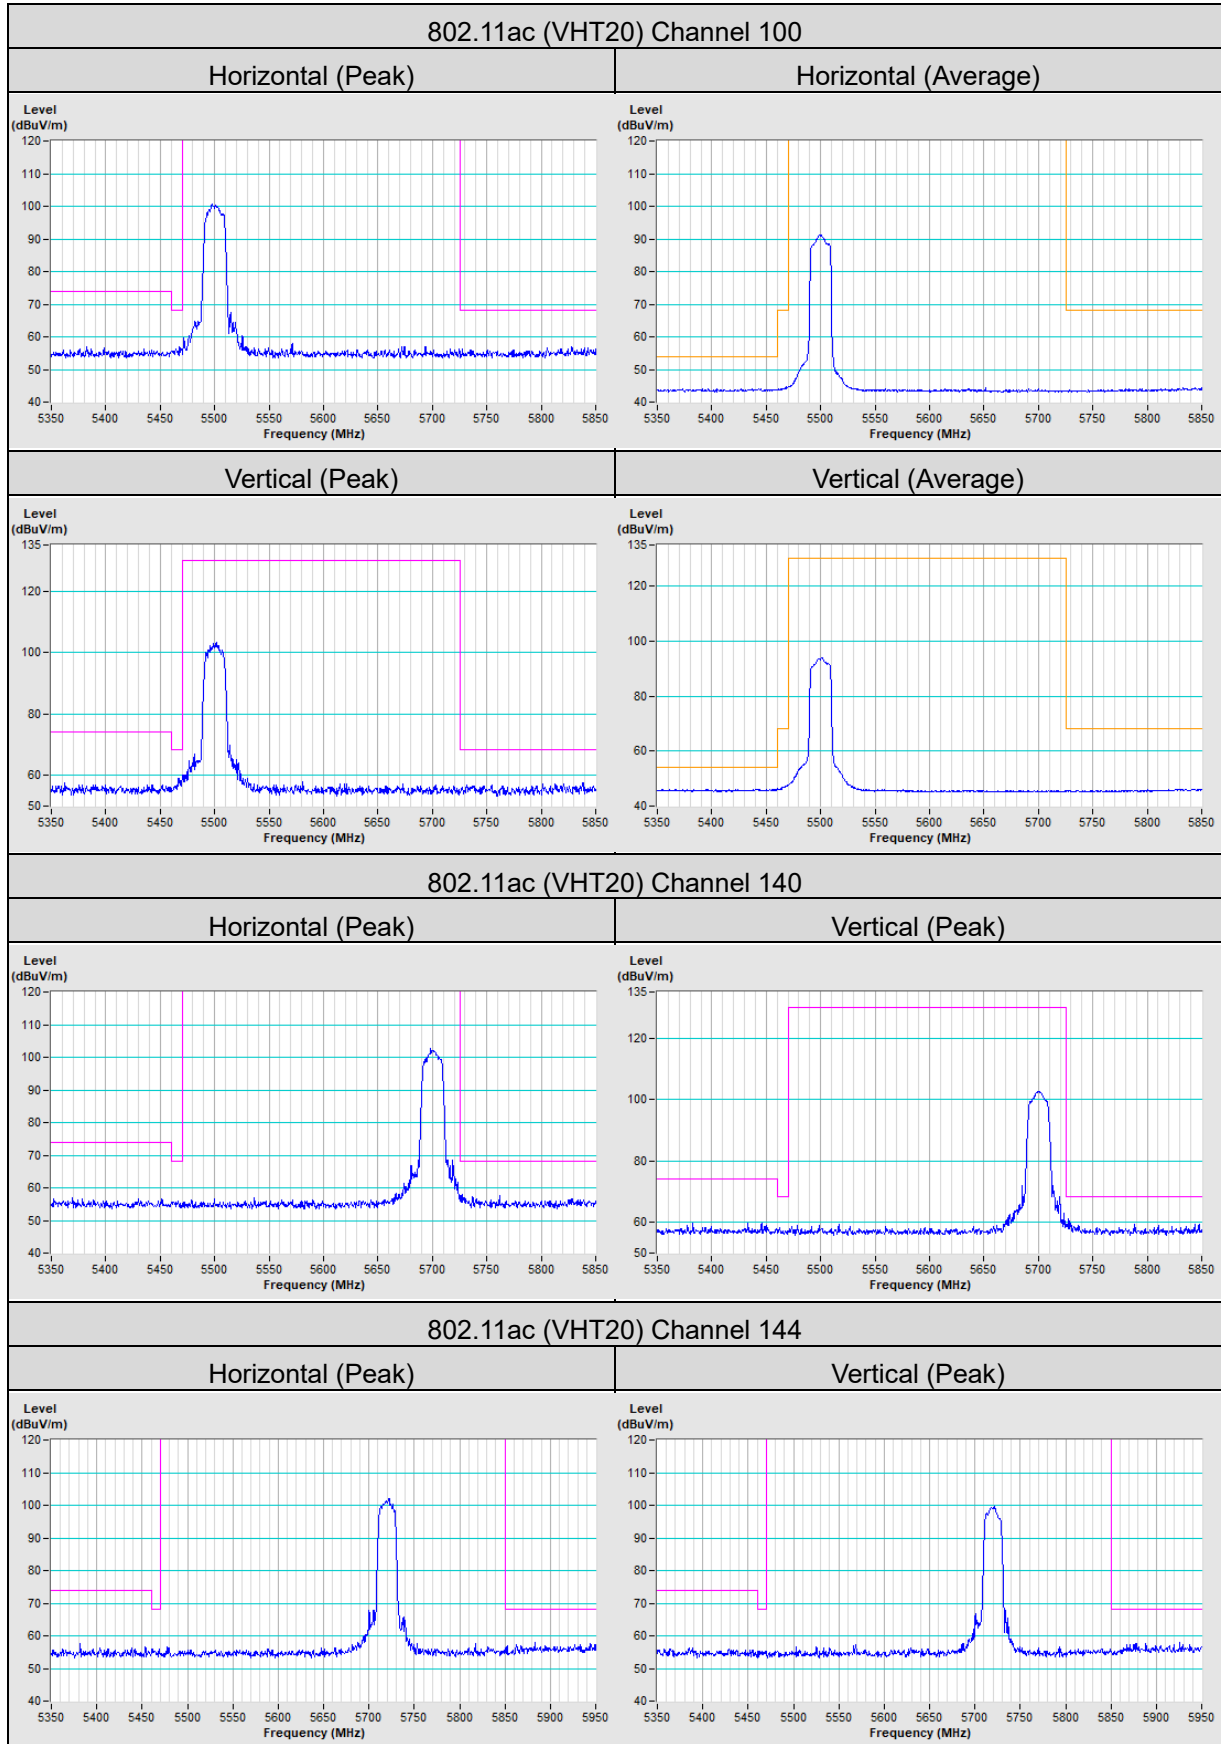 802.11ac (VHT20) Channel 100
Horizontal (Peak) Horizontal (Average)
Level Level
(dBuV/m) (dBuV/m)
120 120
110 110
100 100
90 90
80 80
70 70
60 60
50 50
40 40
5350 5400 5450 5500 5550 5600 5650 5700 5750 5800 5850 5350 5400 5450 5500 5550 5600 5650 5700 5750 5800 5850
Frequency (MHz) Frequency (MHz)
Vertical (Peak) Vertical (Average)
Level Level
(dBuV/m) (dBuV/m)
135 135
120 120
100 100
80 80
60 60
50 40
5350 5400 5450 5500 5550 5600 5650 5700 5750 5800 5850 5350 5400 5450 5500 5550 5600 5650 5700 5750 5800 5850
Frequency (MHz) Frequency (MHz)
802.11ac (VHT20) Channel 140
Horizontal (Peak) Vertical (Peak)
Level Level
(dBuV/m) (dBuV/m)
120 135
110 120
100 100
90 80
80 60
70 50
60
50
40
5350 5400 5450 5500 5550 5600 5650 5700 5750 5800 5850 5350 5400 5450 5500 5550 5600 5650 5700 5750 5800 5850
Frequency (MHz) Frequency (MHz)
802.11ac (VHT20) Channel 144
Horizontal (Peak) Vertical (Peak)
Level Level
(dBuV/m) (dBuV/m)
120 120
110 110
100 100
90 90
80 80
70 70
60 60
50 50
40 40
5350 5400 5450 5500 5550 5600 5650 5700 5750 5800 5850 5900 5950 5350 5400 5450 5500 5550 5600 5650 5700 5750 5800 5850 5900 5950
Frequency (MHz) Frequency (MHz)